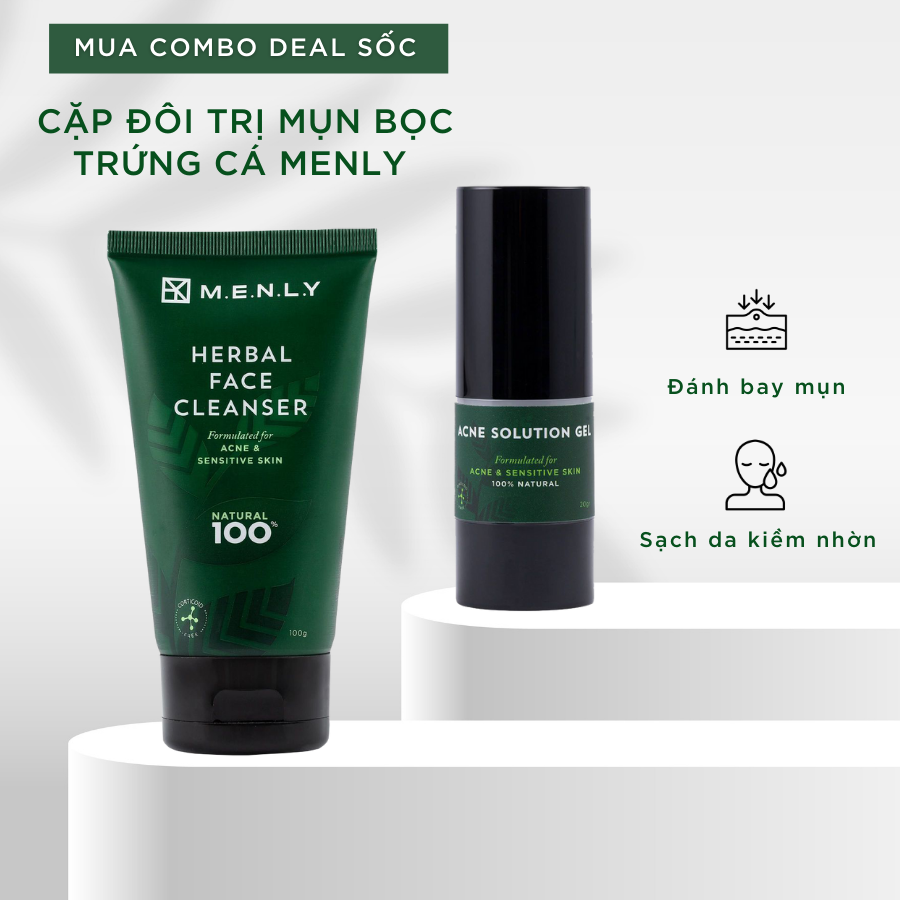 MUA COMBO DEAL SỐC
CẶP ĐÔI TRỊ MỤN BỌC
TRỨNG CÁ MENLY
M.E.N.L.Y
HERBAL
FACE
CLEANSER
Formulated for
ACNE &
SENSITIVE SKIN
NATURAL
100%
CORTICOID
FREE
100g
ACNE SOLUTION GEL
Formulated for
ACNE & SENSITIVE SKIN
100% NATURAL
Đánh bay mụn
Sạch da kiềm nhờn